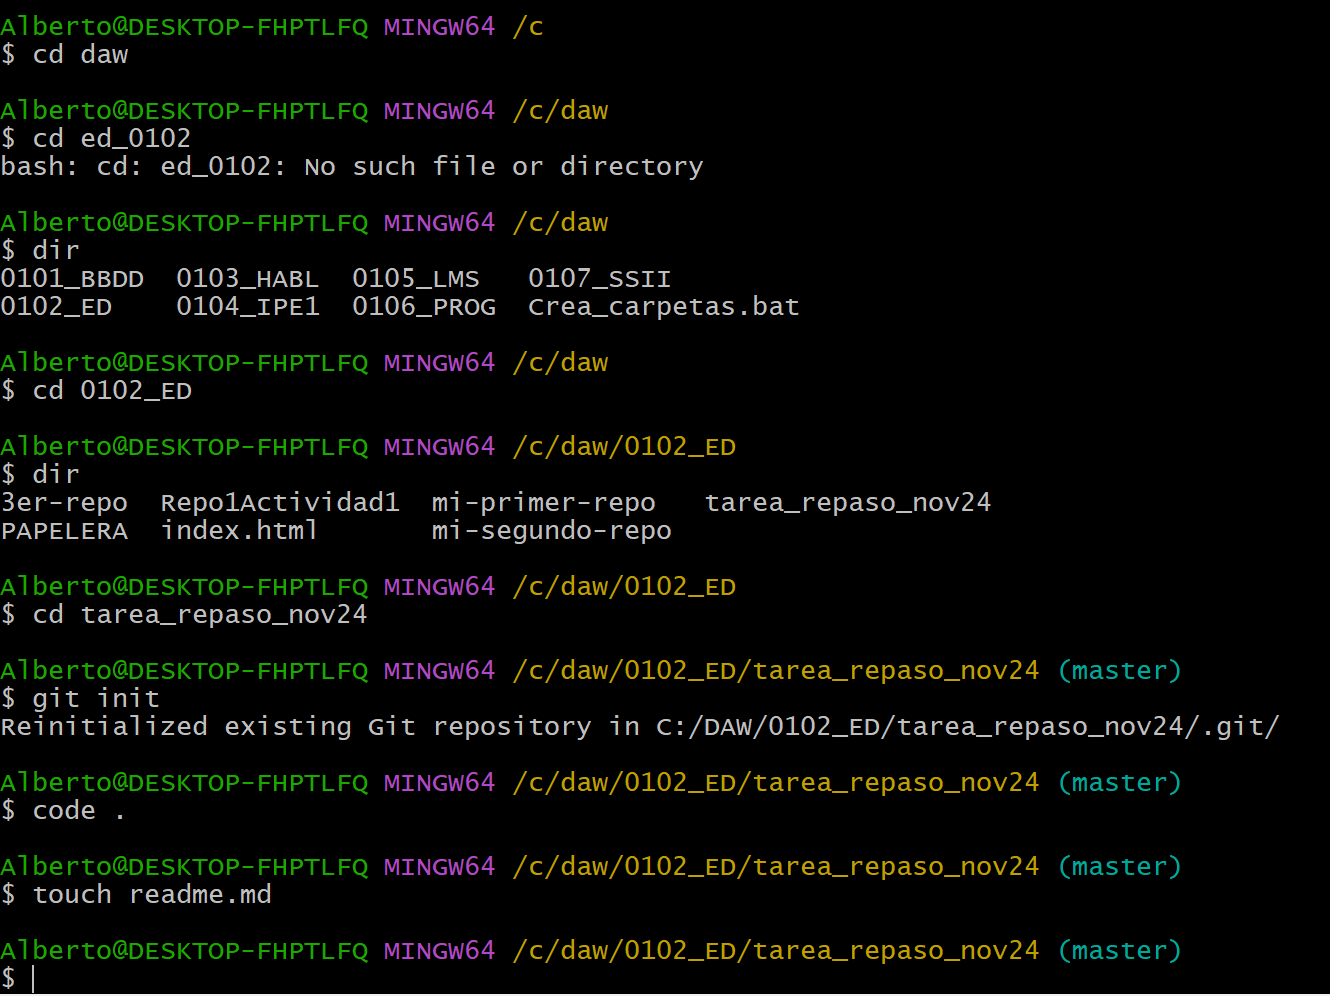 Alberto@DESKTOP-FHPTLFQ MINGW64 /c
$ cd daw
Alberto@DESKTOP-FHPTLFQ MINGW64 /c/daw
$ cd ed_0102
bash: cd: ed_0102: No such file or directory
Alberto@DESKTOP-FHPTLFQ MINGW64 /c/daw
$ dir
0101_BBDD  0103_HABL  0105_LMS   0107_SSII
0102_ED    0104_IPE1  0106_PROG  crea_carpetas.bat
Alberto@DESKTOP-FHPTLFQ MINGW64 /c/daw
$ cd 0102_ED
Alberto@DESKTOP-FHPTLFQ MINGW64 /c/daw/0102_ED
$ dir
3er-repo  Repo1Actividad1  mi-primer-repo   tarea_repaso_nov24
PAPELERA  index.html       mi-segundo-repo
Alberto@DESKTOP-FHPTLFQ MINGW64 /c/daw/0102_ED
$ cd tarea_repaso_nov24
Alberto@DESKTOP-FHPTLFQ MINGW64 /c/daw/0102_ED/tarea_repaso_nov24 (master)
$ git init
Reinitialized existing Git repository in C:/DAW/0102_ED/tarea_repaso_nov24/.git/
Alberto@DESKTOP-FHPTLFQ MINGW64 /c/daw/0102_ED/tarea_repaso_nov24 (master)
$ code .
Alberto@DESKTOP-FHPTLFQ MINGW64 /c/daw/0102_ED/tarea_repaso_nov24 (master)
$ touch readme.md
Alberto@DESKTOP-FHPTLFQ MINGW64 /c/daw/0102_ED/tarea_repaso_nov24 (master)
$